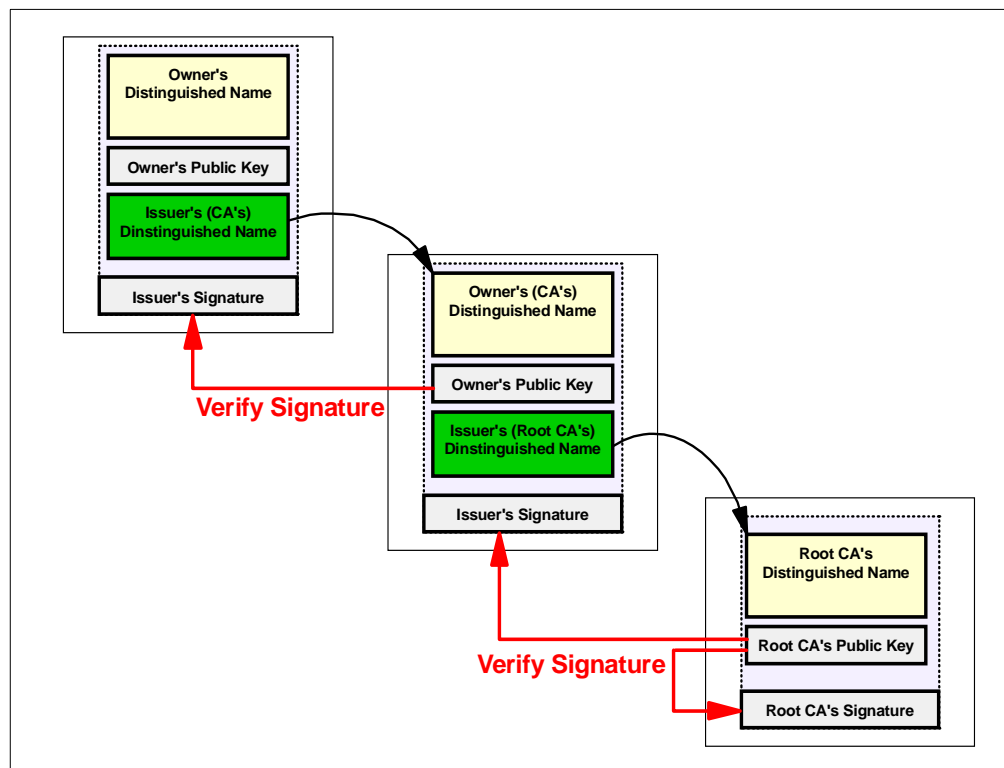 Owner's
Distinguished Name
Owner's Public Key
Issuer's (CA's)
Dinstinguished Name
Issuer's Signature
Verify Signature
Owner's (CA's)
Distinguished Name
Owner's Public Key
Issuer's (Root CA's)
Dinstinguished Name
Issuer's Signature
Verify Signature
Root CA's
Distinguished Name
Root CA's Public Key
Root CA's Signature